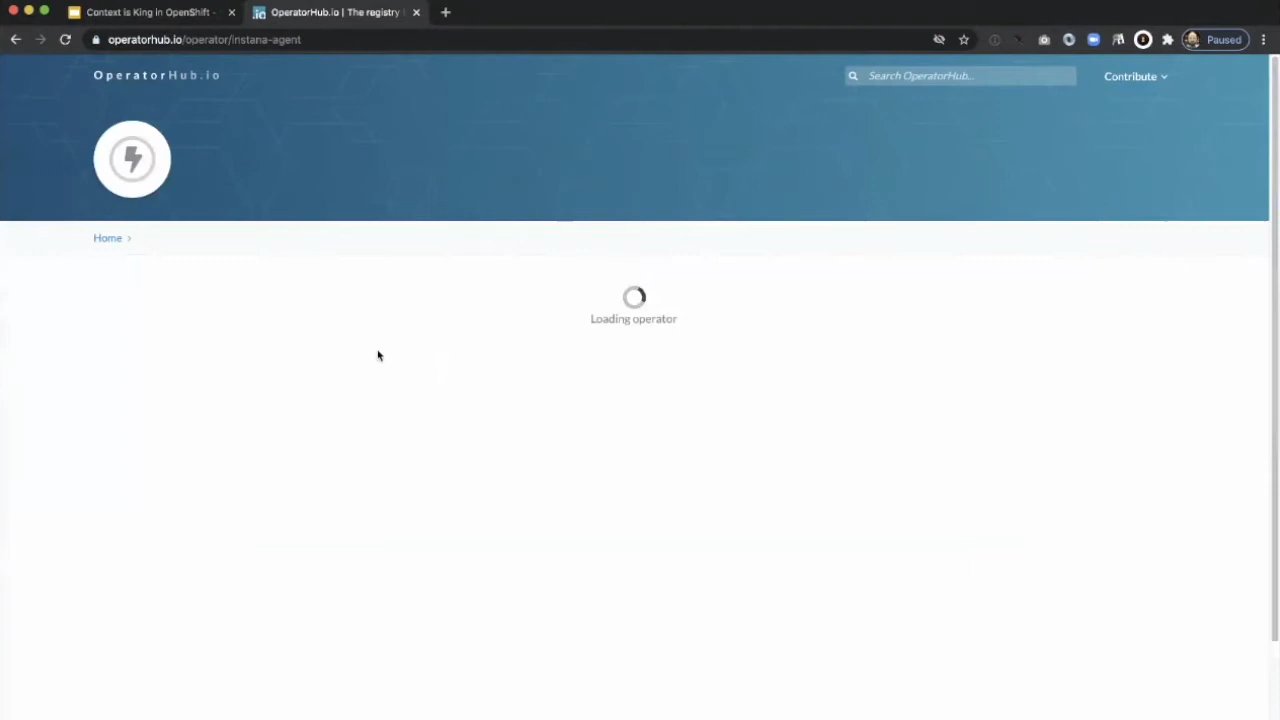 Context is King in OpenShift -
.io OperatorHub.io | The registry
operatorhub.io/operator/instana-agent
Paused
OperatorHub.io
Search OperatorHub...
Contribute
Home
Loading operator